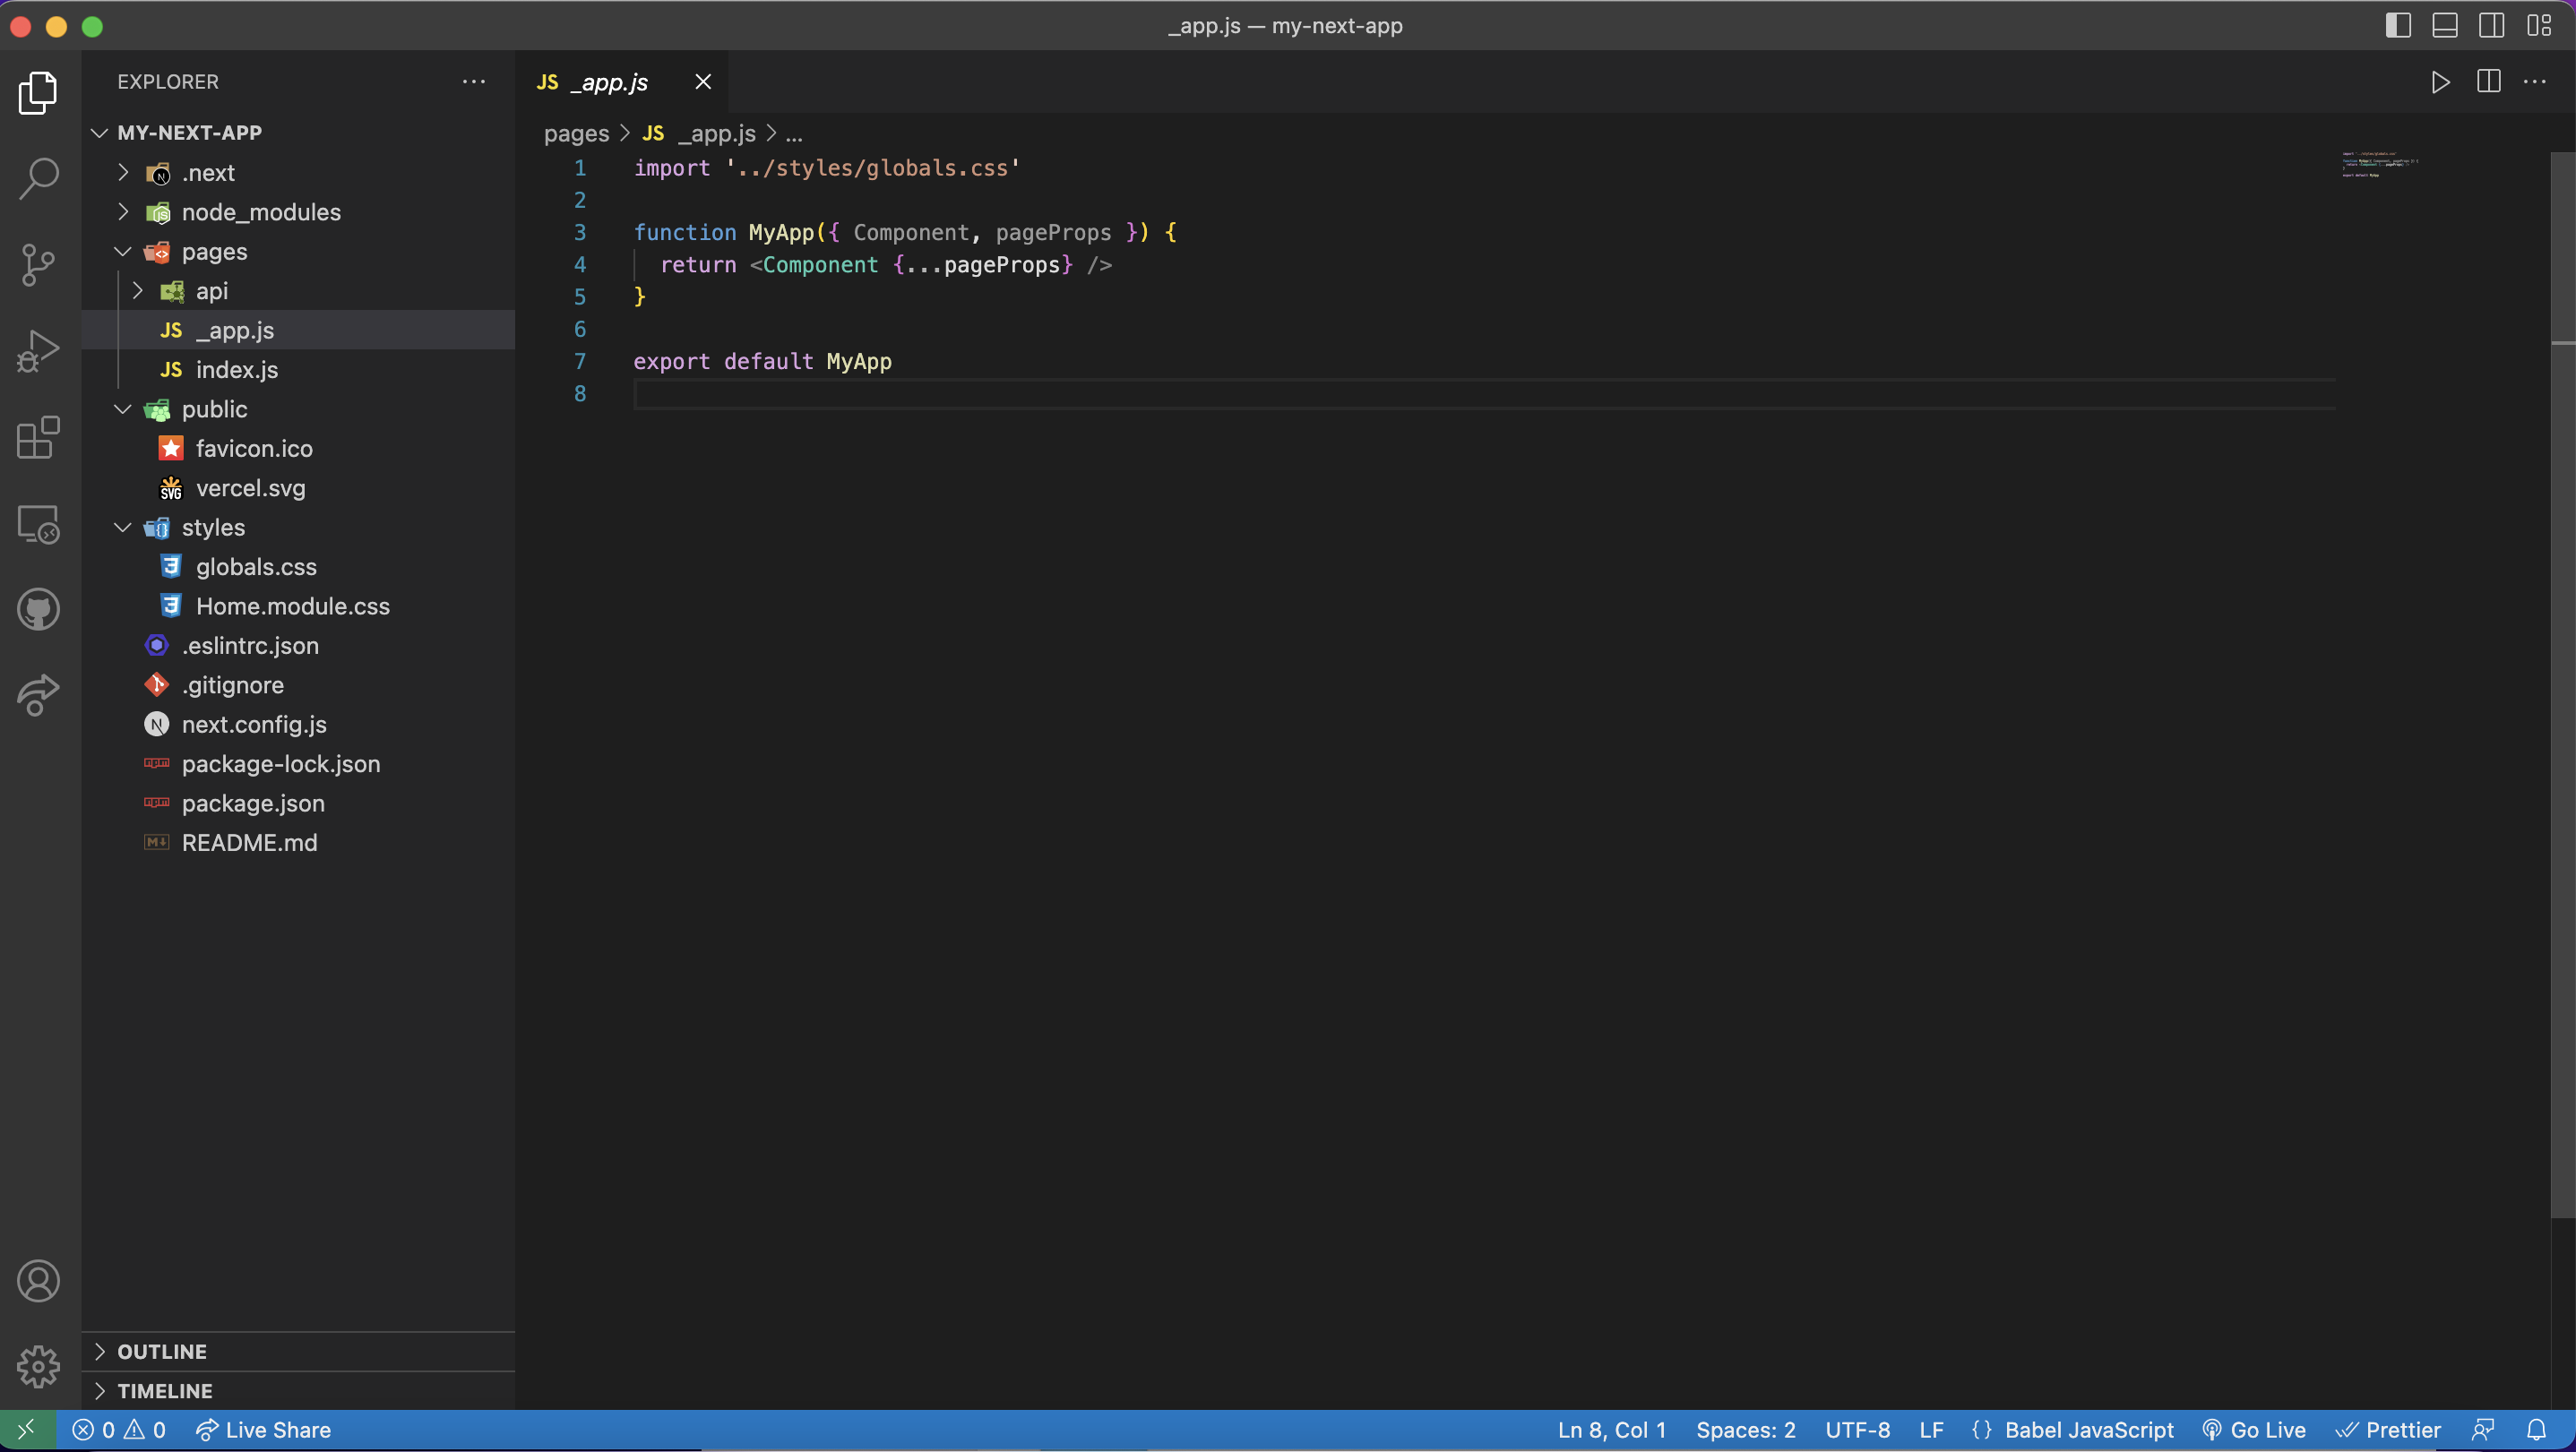 _app.js — my-next-app
EXPLORER
MY-NEXT-APP
.next
node_modules
pages
api
JS _app.js
JS index.js
public
favicon.ico
SVG vercel.svg
styles
globals.css
Home.module.css
.eslintrc.json
.gitignore
N next.config.js
package-lock.json
package.json
README.md
OUTLINE
TIMELINE
JS _app.js
pages > JS _app.js > ...
1 import '../styles/globals.css'
2
3 function MyApp({ Component, pageProps }) {
4 return <Component {...pageProps} />
5 }
6
7 export default MyApp
8
0 0 Live Share
Ln 8, Col 1 Spaces: 2 UTF-8 LF {} Babel JavaScript Go Live Prettier